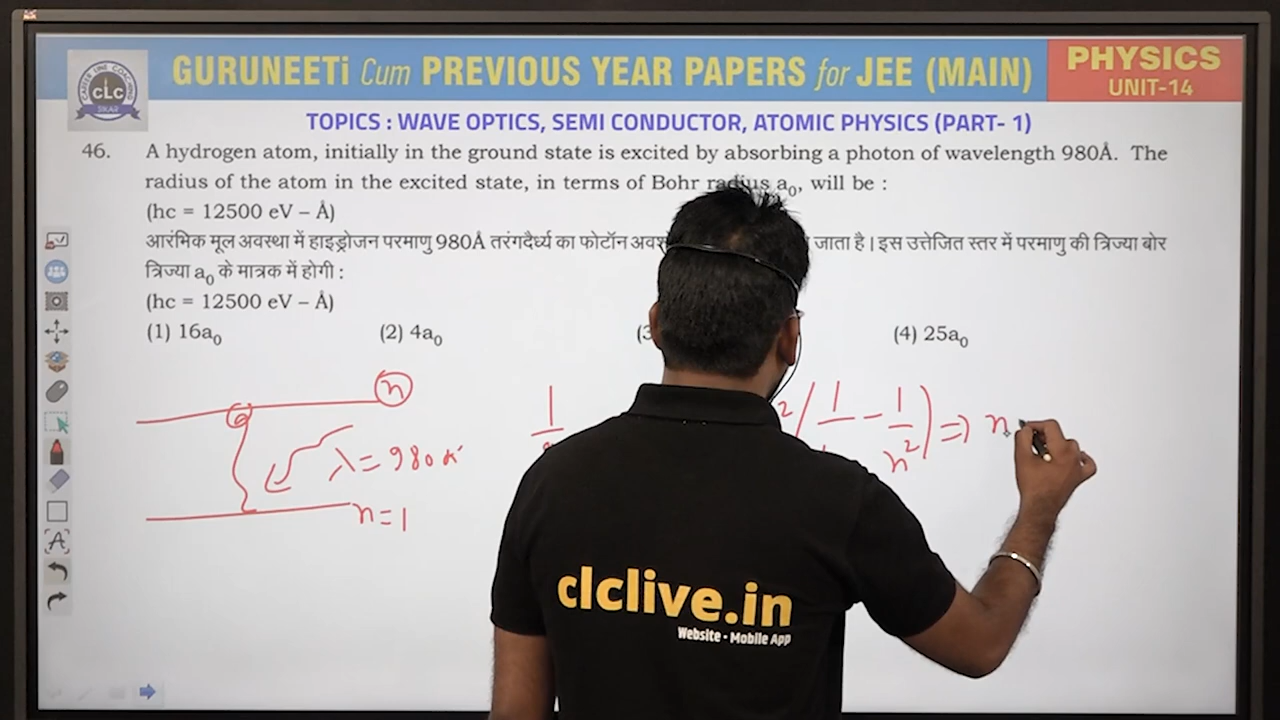 GURUNEETi Cum PREVIOUS YEAR PAPERS for JEE (MAIN)
PHYSICS
UNIT-14
CLC
SIKAR
TOPICS : WAVE OPTICS, SEMI CONDUCTOR, ATOMIC PHYSICS (PART- 1)
46. A hydrogen atom, initially in the ground state is excited by absorbing a photon of wavelength 980Å. The
radius of the atom in the excited state, in terms of Bohr radius a₀, will be :
(hc = 12500 eV – Å)
आरंभिक मूल अवस्था में हाइड्रोजन परमाणु 980Å तरंगदैर्ध्य का फोटॉन जाता है। इस उत्तेजित स्तर में परमाणु की त्रिज्या बोर
त्रिज्या a₀ के मात्रक में होगी :
(hc = 12500 eV – Å)
(1) 16a₀ (2) 4a₀ (4) 25a₀
n
1 2 ( 1 – 1/n² ) ⇒ n
λ = 980
n = 1
clclive.in
Website • Mobile App